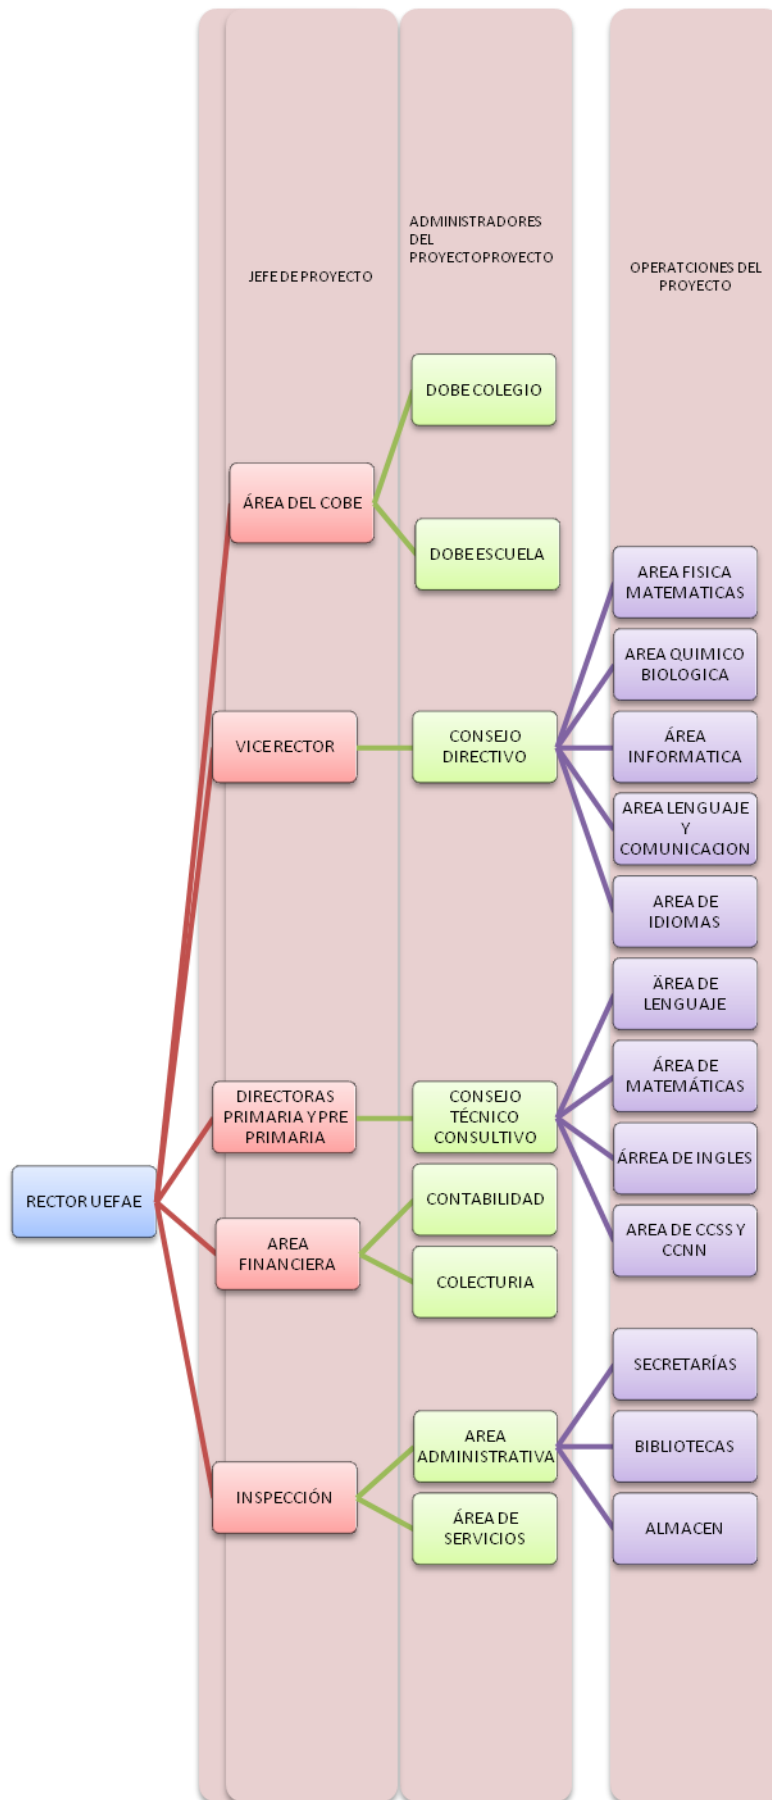 JEFE DE PROYECTO
ADMINISTRADORES
DEL
PROYECTOPROYECTO
OPERATCIONES DEL
PROYECTO
RECTOR UEFAE
ÁREA DEL COBE
DOBE COLEGIO
DOBE ESCUELA
VICE RECTOR
CONSEJO
DIRECTIVO
AREA FISICA
MATEMATICAS
AREA QUIMICO
BIOLOGICA
ÁREA
INFORMATICA
AREA LENGUAJE
Y
COMUNICACION
AREA DE
IDIOMAS
DIRECTORAS
PRIMARIA Y PRE
PRIMARIA
CONSEJO
TÉCNICO
CONSULTIVO
ÄREA DE
LENGUAJE
ÁREA DE
MATEMÁTICAS
ÁRREA DE INGLES
AREA DE CCSS Y
CCNN
AREA
FINANCIERA
CONTABILIDAD
COLECTURIA
INSPECCIÓN
AREA
ADMINISTRATIVA
SECRETARÍAS
BIBLIOTECAS
ALMACEN
ÁREA DE
SERVICIOS